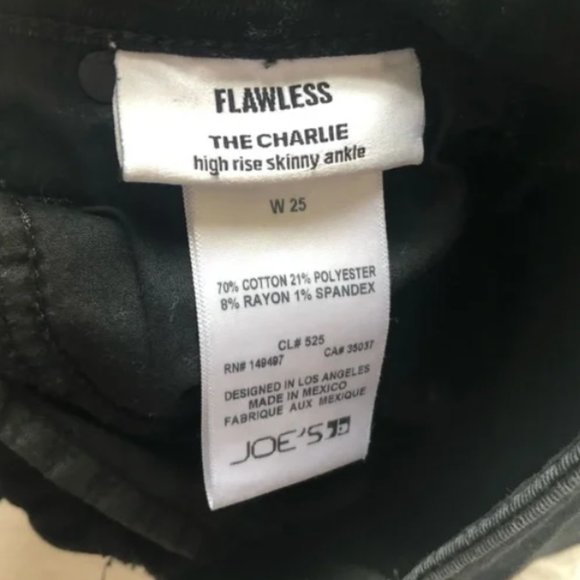 FLAWLESS
THE CHARLIE
high rise skinny ankle
W 25
70% COTTON 21% POLYESTER
8% RAYON 1% SPANDEX
CL# 525
RN# 149497 CA# 35037
DESIGNED IN LOS ANGELES
MADE IN MEXICO
FABRIQUE AUX MEXIQUE
JOE'S